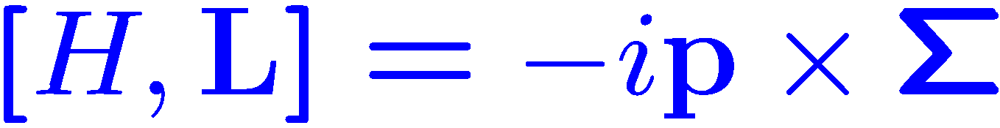 [H, L] = −ip × Σ